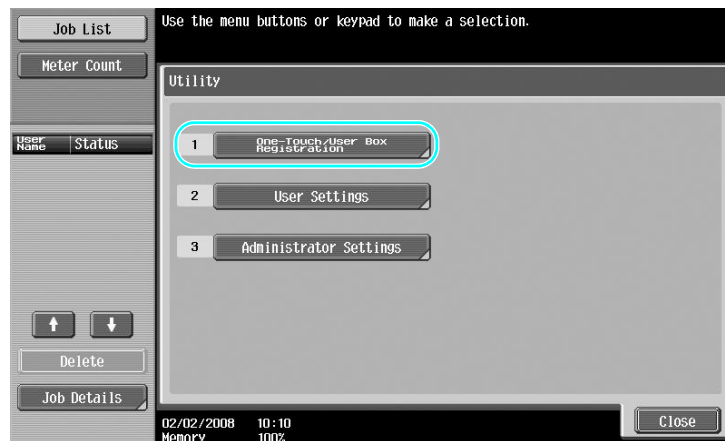 Job List
Use the menu buttons or keypad to make a selection.
Meter Count
Utility
User Name
Status
1 One-Touch/User Box
Registration
2 User Settings
3 Administrator Settings
Delete
Job Details
02/02/2008 10:10
Memory 100%
Close